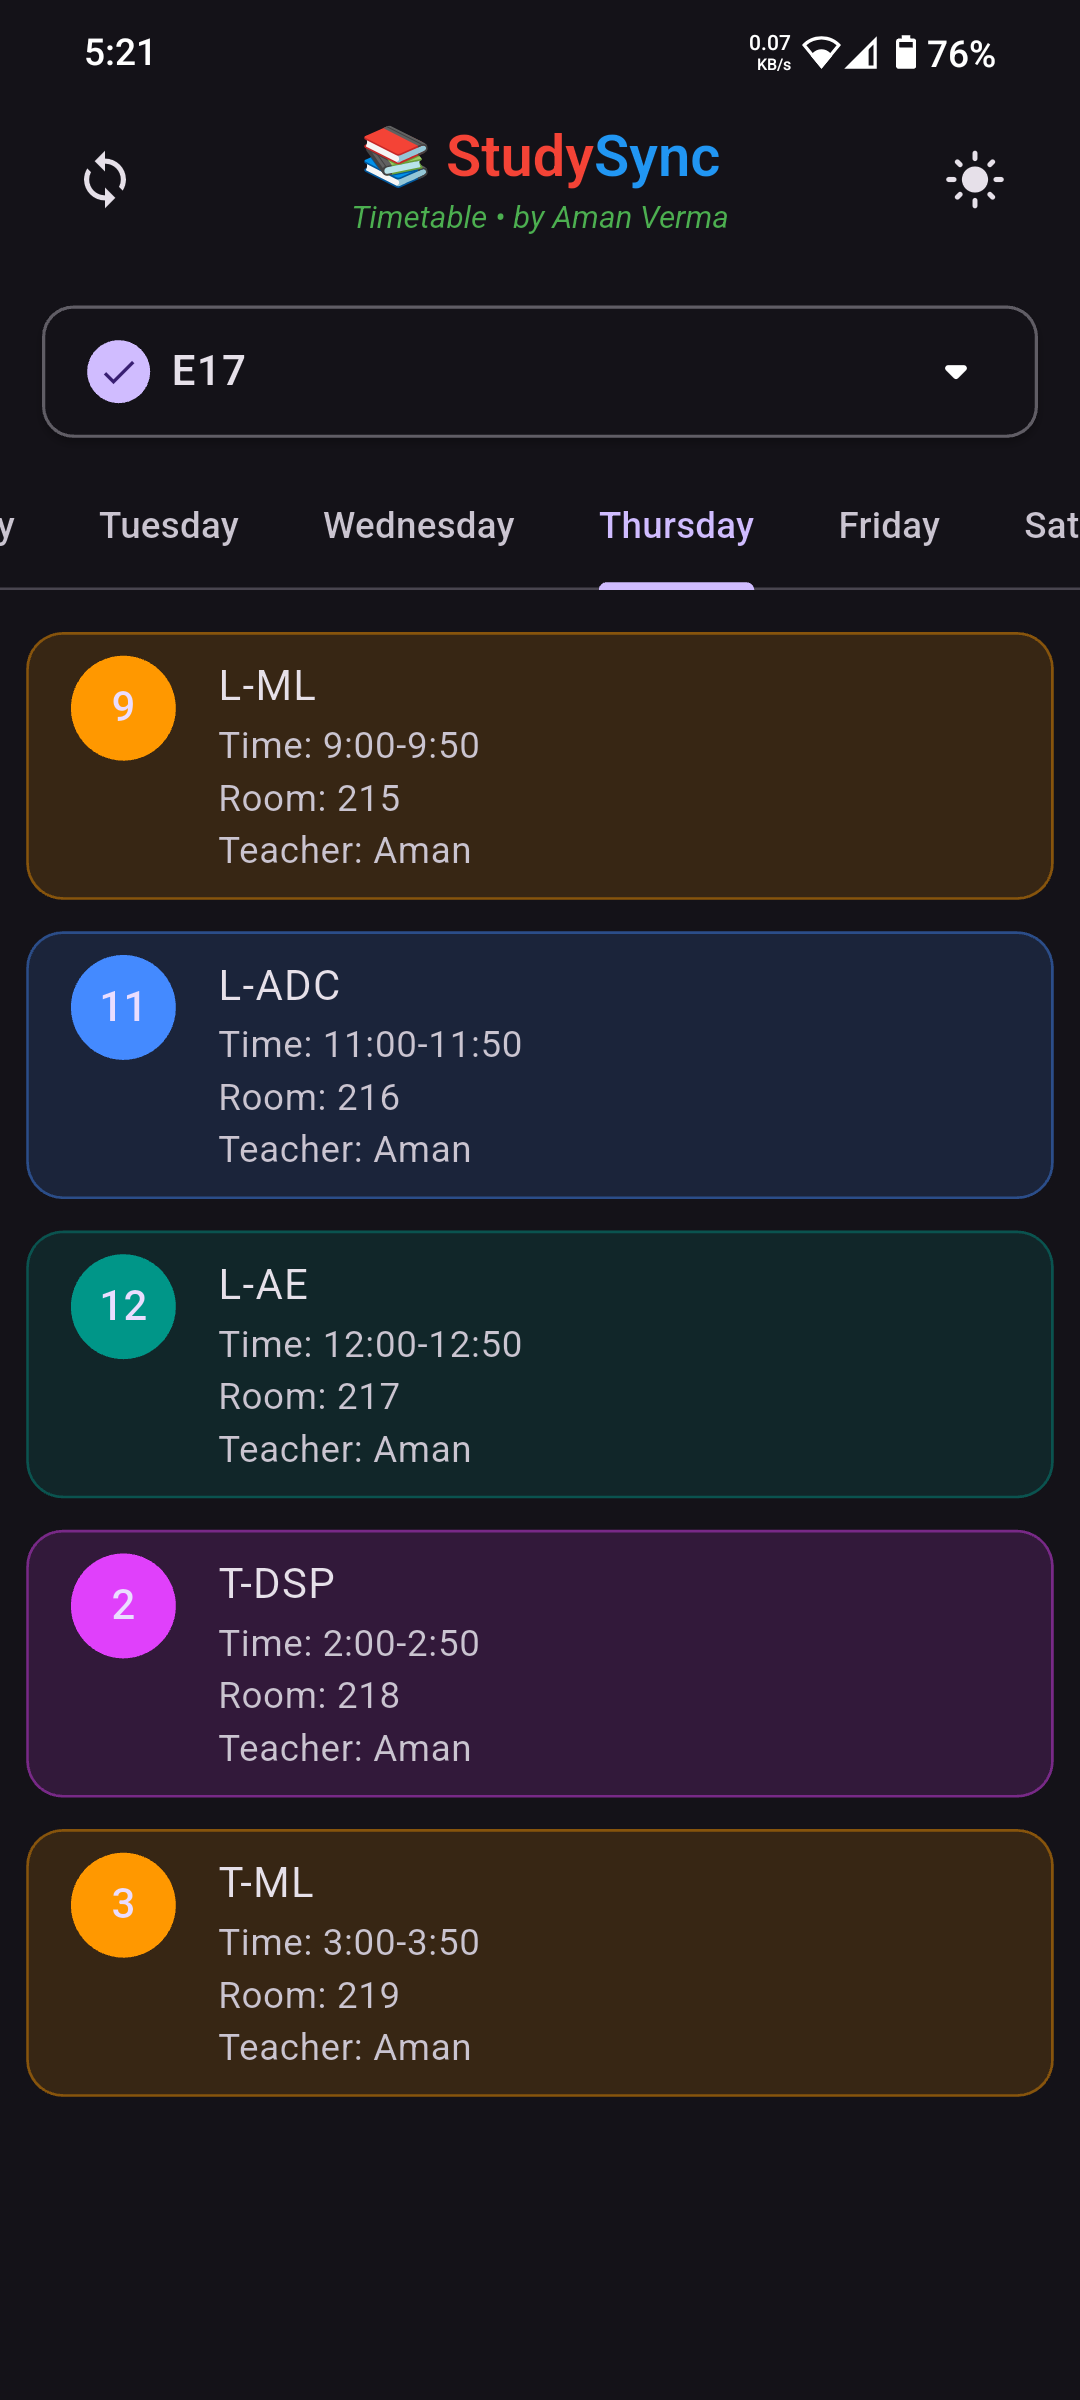 5:21
0.07
KB/s
76%
StudySync
Timetable • by Aman Verma
E17
y Tuesday Wednesday Thursday Friday Sat
9
L-ML
Time: 9:00-9:50
Room: 215
Teacher: Aman
11
L-ADC
Time: 11:00-11:50
Room: 216
Teacher: Aman
12
L-AE
Time: 12:00-12:50
Room: 217
Teacher: Aman
2
T-DSP
Time: 2:00-2:50
Room: 218
Teacher: Aman
3
T-ML
Time: 3:00-3:50
Room: 219
Teacher: Aman